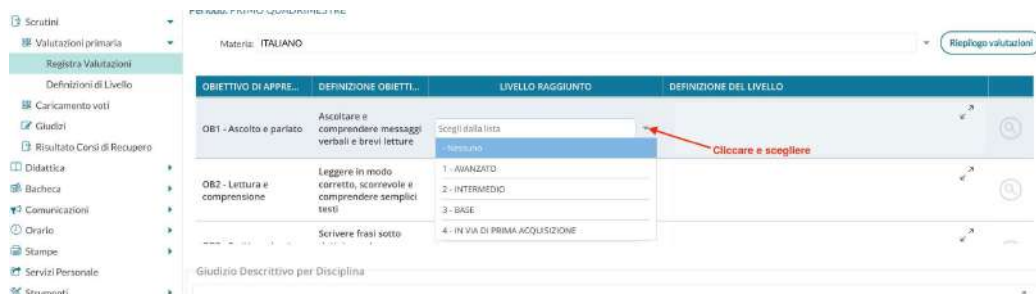 Periodo: PRIMO QUADRIMESTRE
Scrutini
Valutazioni primaria
Registra Valutazioni
Definizioni di Livello
Caricamento voti
Giudizi
Risultato Corsi di Recupero
Didattica
Bacheca
Comunicazioni
Orario
Stampe
Servizi Personale
Strumenti
Materia: ITALIANO
Riepilogo valutazioni
OBIETTIVO DI APPRE... DEFINIZIONE OBIETTI... LIVELLO RAGGIUNTO DEFINIZIONE DEL LIVELLO
OB1 - Ascolto e parlato
Ascoltare e
comprendere messaggi
verbali e brevi letture
Scegli dalla lista
- Nessuno
1 - AVANZATO
2 - INTERMEDIO
3 - BASE
4 - IN VIA DI PRIMA ACQUISIZIONE
Cliccare e scegliere
OB2 - Lettura e
comprensione
Leggere in modo
corretto, scorrevole e
comprendere semplici
testi
Scrivere frasi sotto
Giudizio Descrittivo per Disciplina